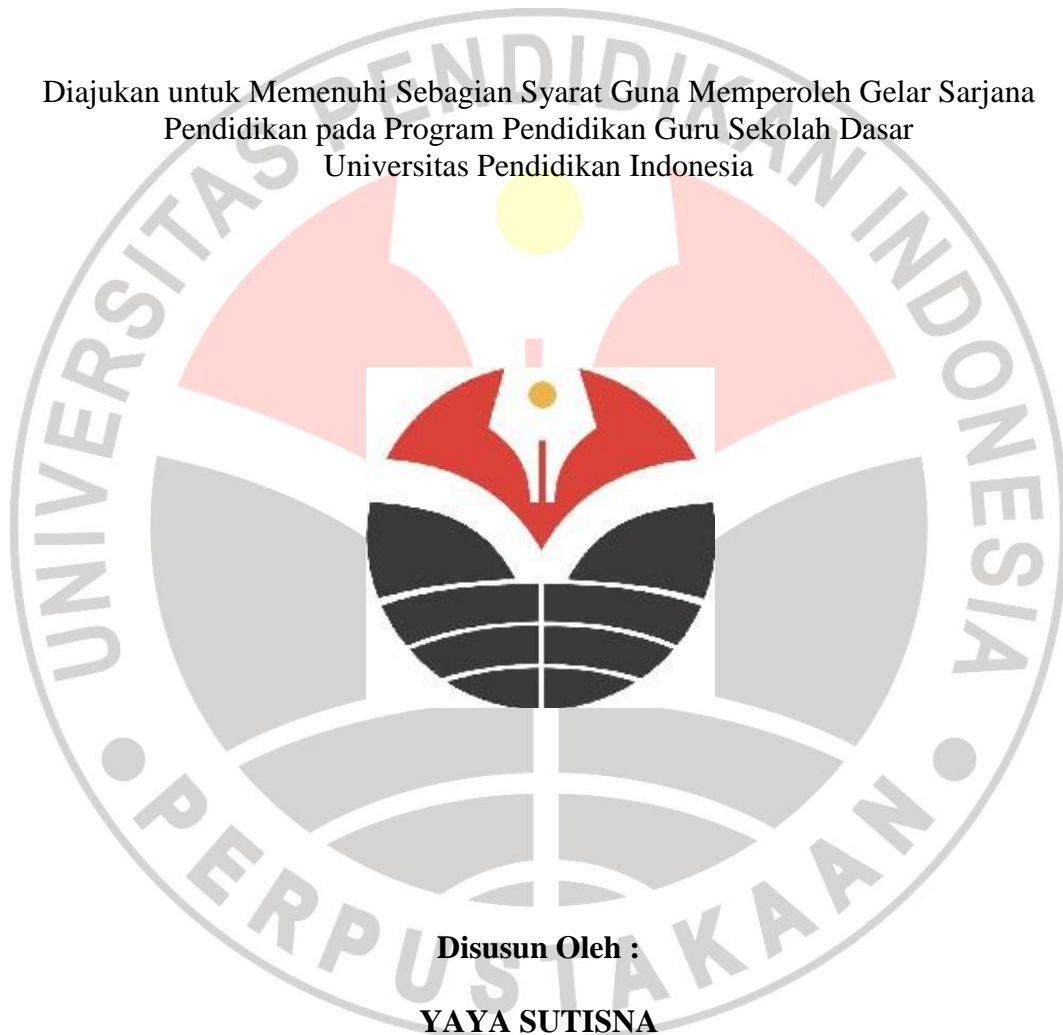 Diajukan untuk Memenuhi Sebagian Syarat Guna Memperoleh Gelar Sarjana
Pendidikan pada Program Pendidikan Guru Sekolah Dasar
Universitas Pendidikan Indonesia
UNIVERSITAS PENDIDIKAN INDONESIA
PERPUSTAKAAN
Disusun Oleh :
YAYA SUTISNA